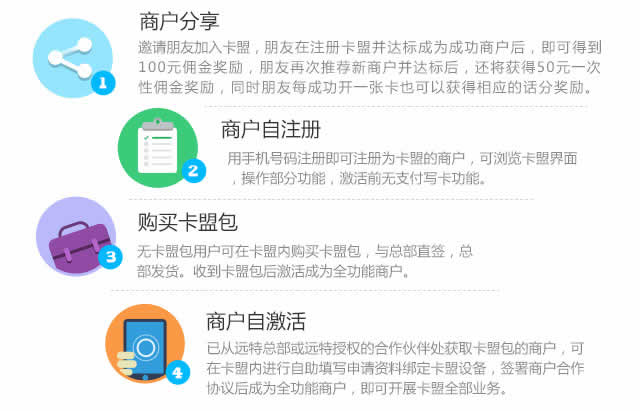 商户分享
邀请朋友加入卡盟，朋友在注册卡盟并达标成为成功商户后，即可得到
100元佣金奖励，朋友再次推荐新商户并达标后，还将获得50元一次
性佣金奖励，同时朋友每成功开一张卡也可以获得相应的话分奖励。
1
商户自注册
用手机号码注册即可注册为卡盟的商户，可浏览卡盟界面
，操作部分功能，激活前无支付写卡功能。
2
购买卡盟包
无卡盟包用户可在卡盟内购买卡盟包，与总部直签，总
部发货。收到卡盟包后激活成为全功能商户。
3
商户自激活
已从远特总部或远特授权的合作伙伴处获取卡盟包的商户，可
在卡盟内进行自助填写申请资料绑定卡盟设备，签署商户合作
协议后成为全功能商户，即可开展卡盟全部业务。
4